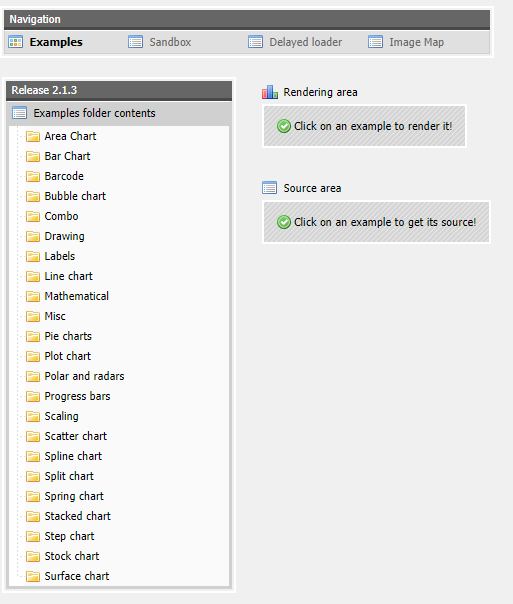 Navigation
Examples Sandbox Delayed loader Image Map
Release 2.1.3
Examples folder contents
Area Chart
Bar Chart
Barcode
Bubble chart
Combo
Drawing
Labels
Line chart
Mathematical
Misc
Pie charts
Plot chart
Polar and radars
Progress bars
Scaling
Scatter chart
Spline chart
Split chart
Spring chart
Stacked chart
Step chart
Stock chart
Surface chart
Rendering area
Click on an example to render it!
Source area
Click on an example to get its source!